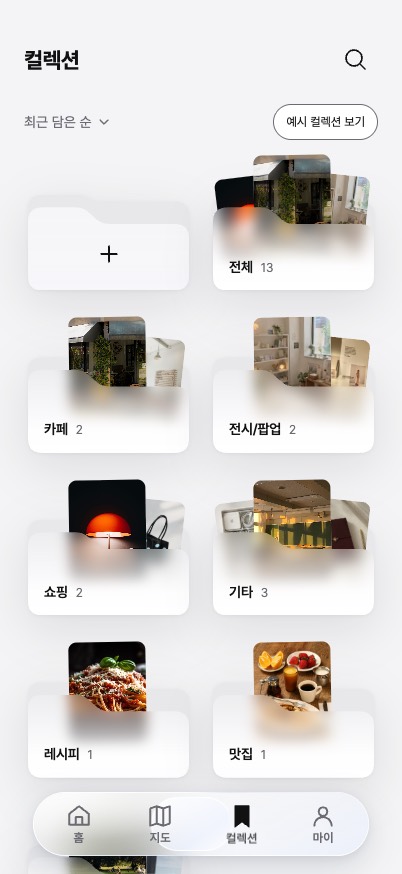 컬렉션
최근 담은 순
예시 컬렉션 보기
전체 13
카페 2
전시/팝업 2
쇼핑 2
기타 3
레시피 1
맛집 1
홈
지도
컬렉션
마이